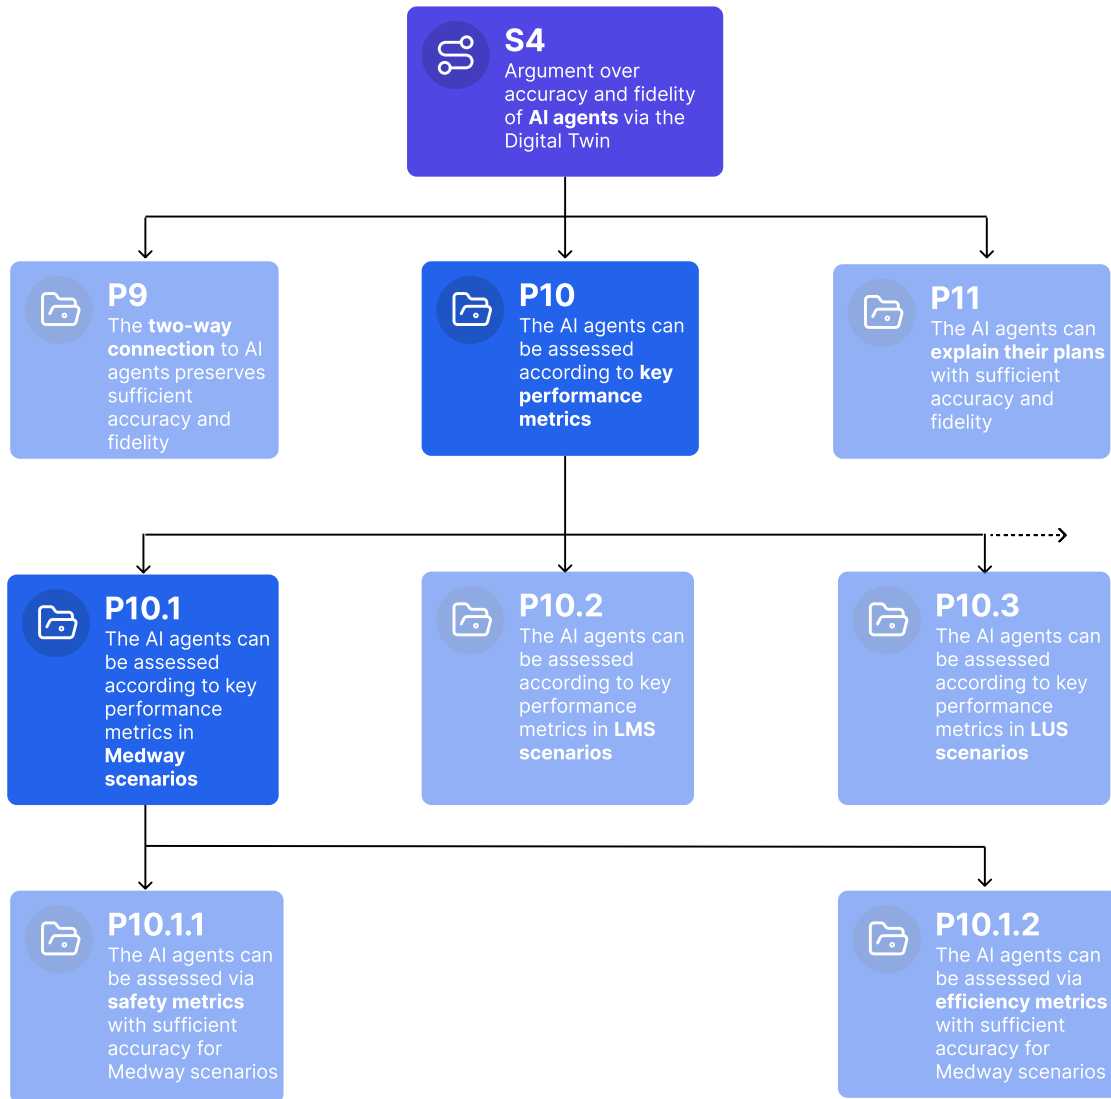 S4
Argument over
accuracy and fidelity
of AI agents via the
Digital Twin
P9
The two-way
connection to AI
agents preserves
sufficient
accuracy and
fidelity
P10
The AI agents can
be assessed
according to key
performance
metrics
P11
The AI agents can
explain their plans
with sufficient
accuracy and
fidelity
P10.1
The AI agents can
be assessed
according to key
performance
metrics in
Medway
scenarios
P10.2
The AI agents can
be assessed
according to key
performance
metrics in LMS
scenarios
P10.3
The AI agents can
be assessed
according to key
performance
metrics in LUS
scenarios
P10.1.1
The AI agents can
be assessed via
safety metrics
with sufficient
accuracy for
Medway scenarios
P10.1.2
The AI agents can
be assessed via
efficiency metrics
with sufficient
accuracy for
Medway scenarios